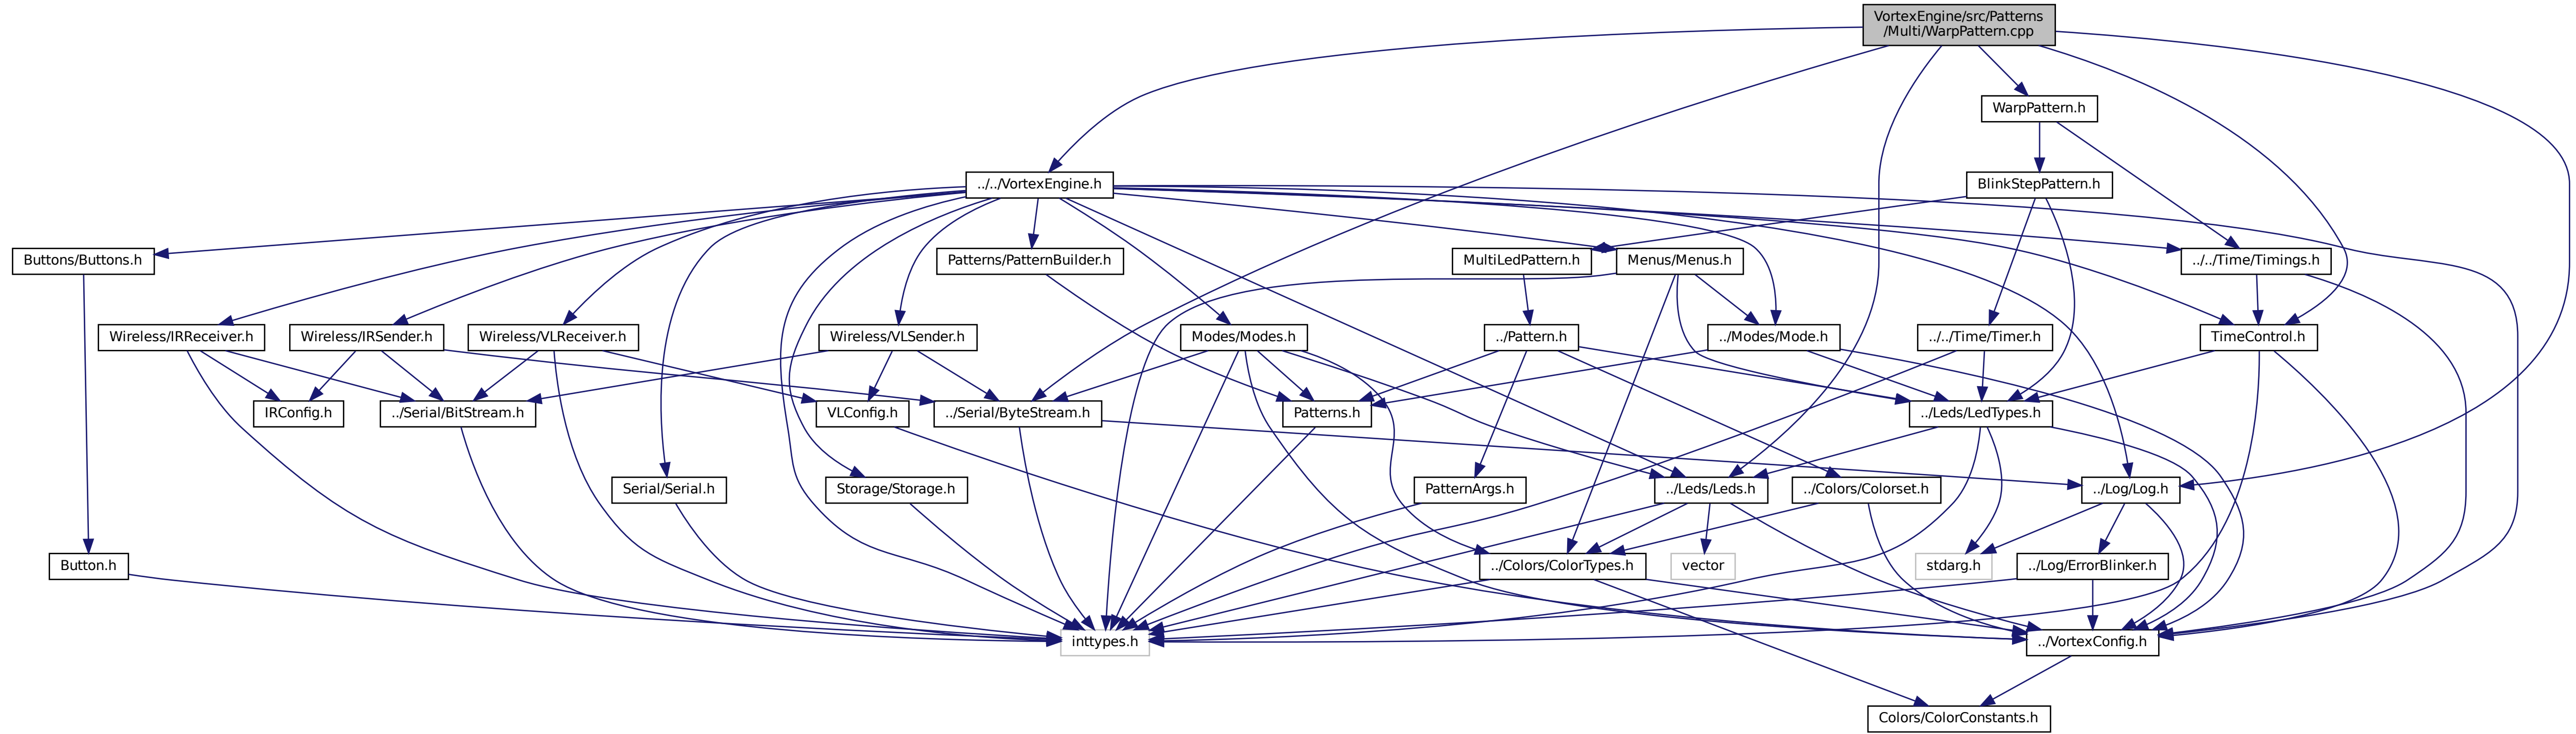 VortexEngine/src/Patterns
/Multi/WarpPattern.cpp
WarpPattern.h
../../VortexEngine.h
BlinkStepPattern.h
Buttons/Buttons.h
Patterns/PatternBuilder.h
MultiLedPattern.h
Menus/Menus.h
../../Time/Timings.h
Wireless/IRReceiver.h
Wireless/IRSender.h
Wireless/VLReceiver.h
Wireless/VLSender.h
Modes/Modes.h
../Pattern.h
../Modes/Mode.h
../../Time/Timer.h
TimeControl.h
IRConfig.h
../Serial/BitStream.h
VLConfig.h
../Serial/ByteStream.h
Patterns.h
../Leds/LedTypes.h
Serial/Serial.h
Storage/Storage.h
PatternArgs.h
../Leds/Leds.h
../Colors/Colorset.h
../Log/Log.h
Button.h
../Colors/ColorTypes.h
vector
stdarg.h
../Log/ErrorBlinker.h
inttypes.h
../VortexConfig.h
Colors/ColorConstants.h